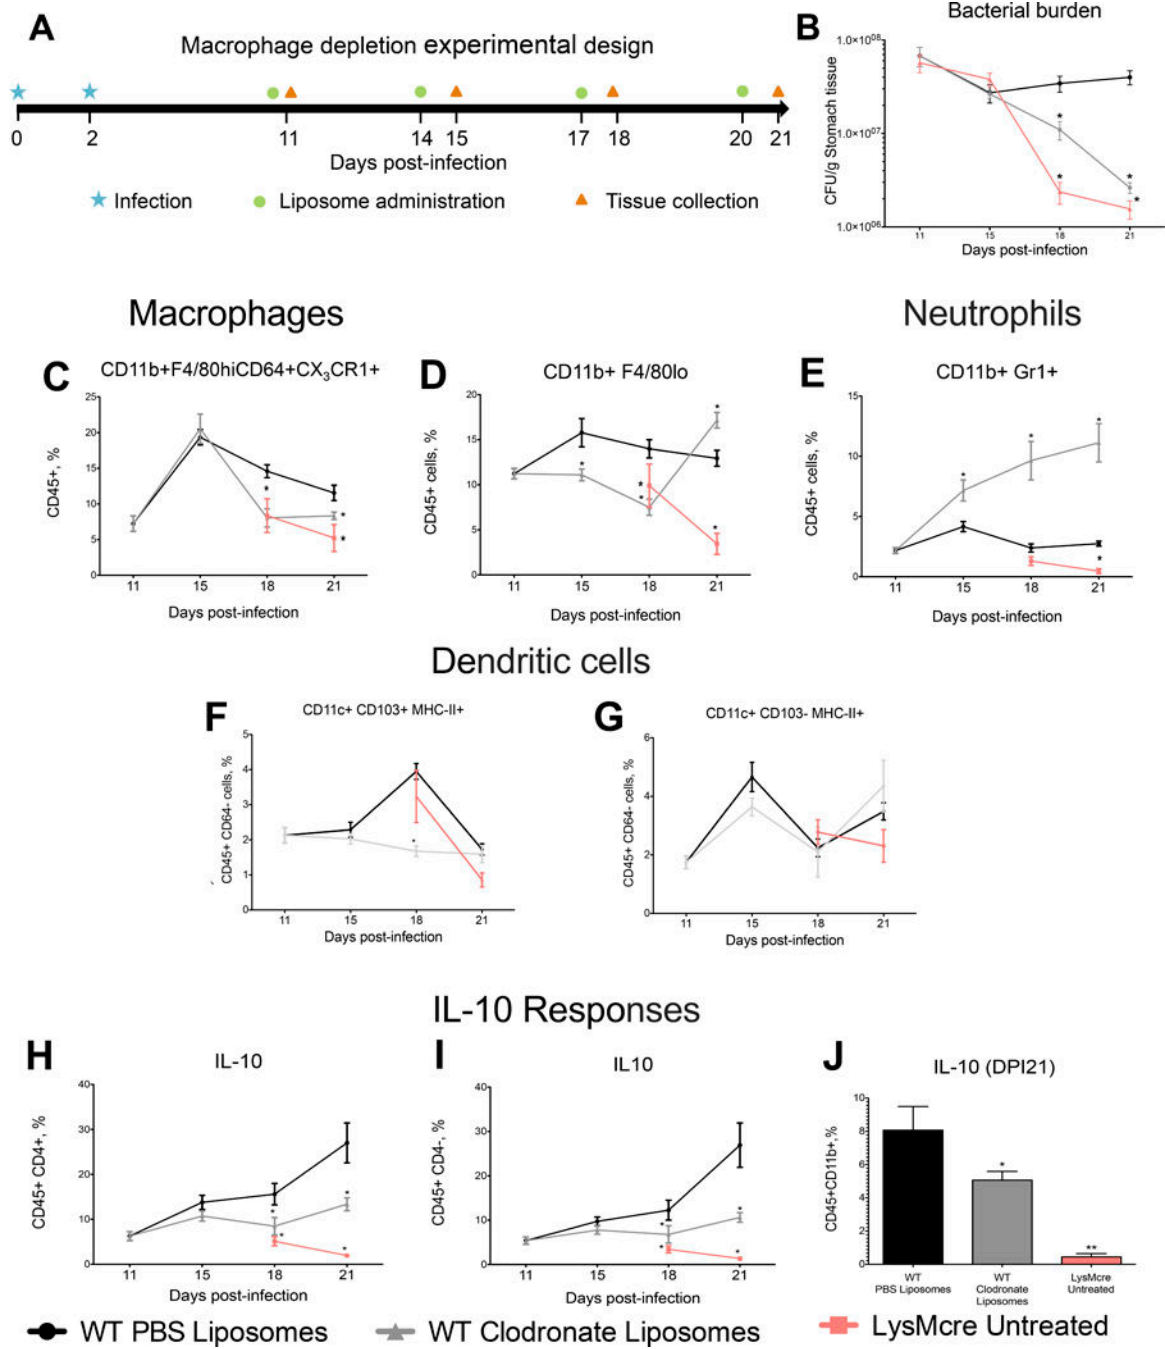 A
Macrophage depletion experimental design
0 2 11 14 15 17 18 20 21
Days post-infection
Infection
Liposome administration
Tissue collection
B
Bacterial burden
CFU/g Stomach tissue
1.0×10⁰⁸
1.0×10⁰⁷
1.0×10⁰⁶
11 15 18 21
Days post-infection
* * * *
Macrophages
Neutrophils
C
CD11b+F4/80hiCD64+CX₃CR1+
CD45+, %
25
20
15
10
5
0
11 15 18 21
Days post-infection
* * *
D
CD11b+ F4/80lo
CD45+ cells, %
20
15
10
5
0
11 15 18 21
Days post-infection
* * * * *
E
CD11b+ Gr1+
CD45+ cells, %
15
10
5
0
11 15 18 21
Days post-infection
* * * *
Dendritic cells
F
CD11c+ CD103+ MHC-II+
CD45+ CD64- cells, %
5
4
3
2
1
0
11 15 18 21
Days post-infection
*
G
CD11c+ CD103- MHC-II+
CD45+ CD64- cells, %
6
4
2
0
11 15 18 21
Days post-infection
IL-10 Responses
H
IL-10
CD45+ CD4+, %
40
30
20
10
0
11 15 18 21
Days post-infection
* * * *
I
IL10
CD45+ CD4-, %
40
30
20
10
0
11 15 18 21
Days post-infection
* * * *
J
IL-10 (DPI21)
CD45+CD11b+,%
10
8
6
4
2
0
* **
WT
PBS Liposomes
WT
Clodronate
Liposomes
LysMcre
Untreated
WT PBS Liposomes
WT Clodronate Liposomes
LysMcre Untreated